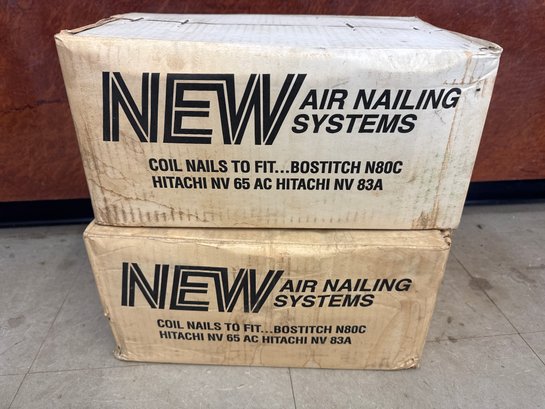 NEW AIR NAILING
SYSTEMS
COIL NAILS TO FIT...BOSTITCH N80C
HITACHI NV 65 AC HITACHI NV 83A
NEW AIR NAILING
SYSTEMS
COIL NAILS TO FIT...BOSTITCH N80C
HITACHI NV 65 AC HITACHI NV 83A